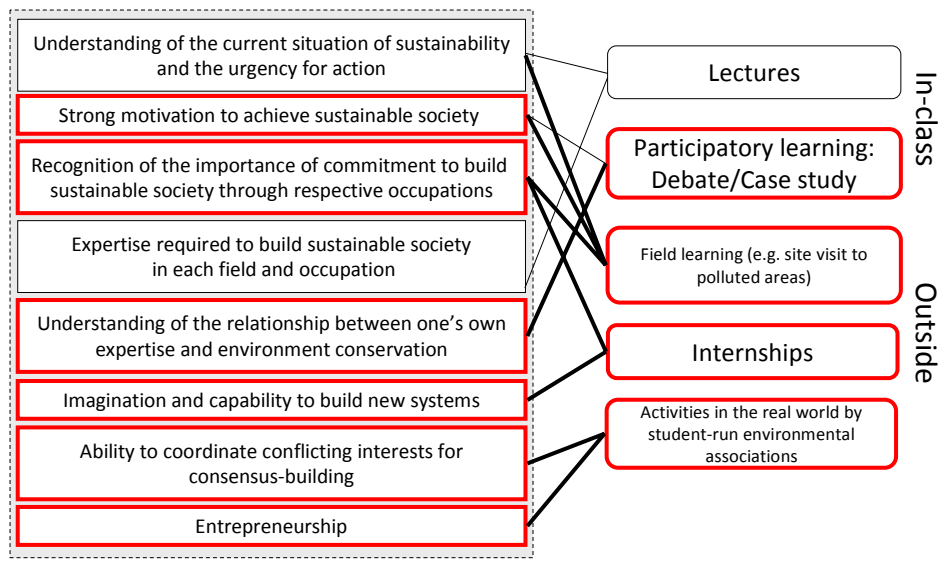 Understanding of the current situation of sustainability
and the urgency for action
Strong motivation to achieve sustainable society
Recognition of the importance of commitment to build
sustainable society through respective occupations
Expertise required to build sustainable society
in each field and occupation
Understanding of the relationship between one’s own
expertise and environment conservation
Imagination and capability to build new systems
Ability to coordinate conflicting interests for
consensus-building
Entrepreneurship
Lectures
Participatory learning:
Debate/Case study
Field learning (e.g. site visit to
polluted areas)
Internships
Activities in the real world by
student-run environmental
associations
In-class
Outside